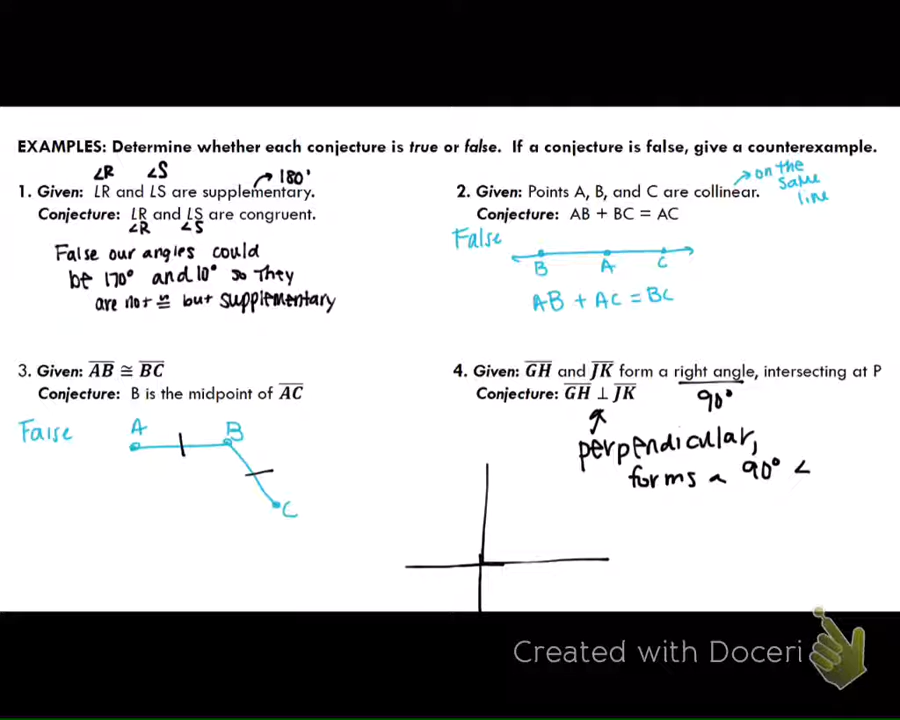 EXAMPLES: Determine whether each conjecture is true or false. If a conjecture is false, give a counterexample.
∠R ∠S
180°
1. Given: LR and LS are supplementary.
Conjecture: LR and LS are congruent.
∠R ∠S
False our angles could
be 170° and 10° so They
are not ≅ but supplementary
on the
same
line
2. Given: Points A, B, and C are collinear.
Conjecture: AB + BC = AC
False
B A C
AB + AC = BC
3. Given: AB ≅ BC
Conjecture: B is the midpoint of AC
False
A B
C
4. Given: GH and JK form a right angle, intersecting at P
Conjecture: GH ⊥ JK
90°
perpendicular,
forms a 90° <
Created with Doceri